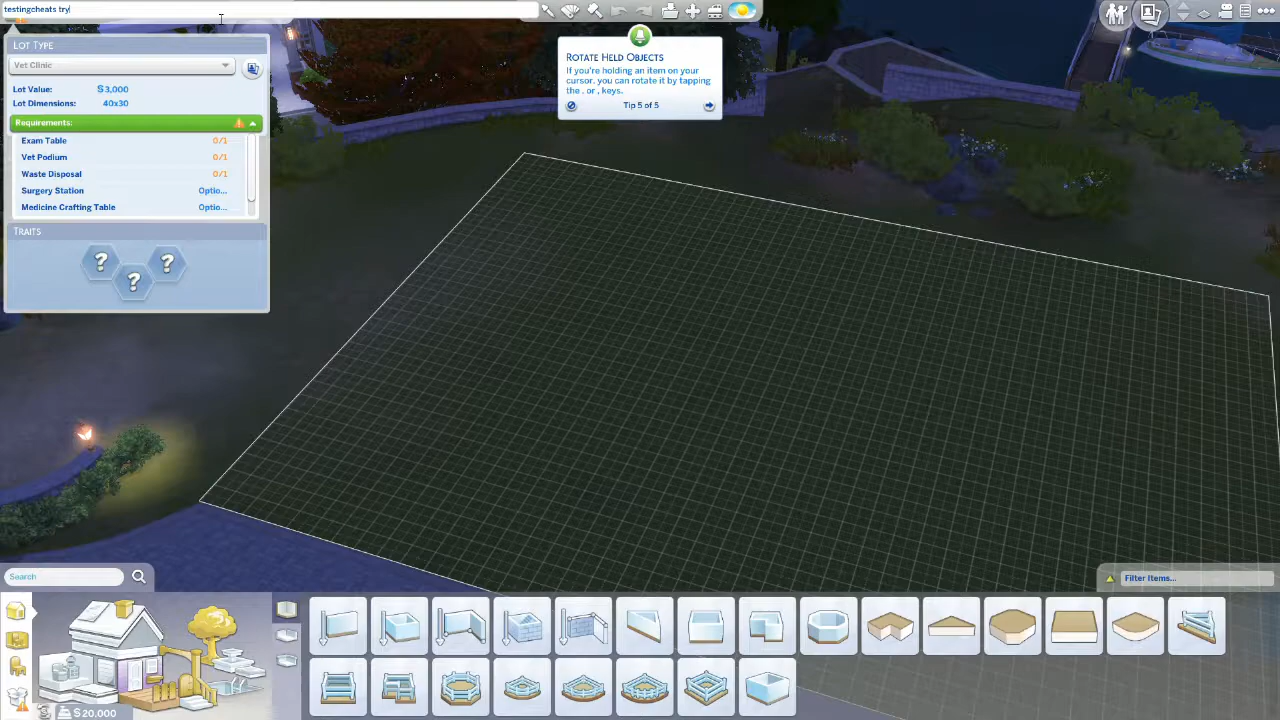 testingcheats try
LOT TYPE
Vet Clinic
Lot Value: §3,000
Lot Dimensions: 40x30
Requirements:
Exam Table 0/1
Vet Podium 0/1
Waste Disposal 0/1
Surgery Station Optio...
Medicine Crafting Table Optio...
TRAITS
? ? ?
ROTATE HELD OBJECTS
If you're holding an item on your
cursor, you can rotate it by tapping
the . or , keys.
Tip 5 of 5
Search
Filter Items...
§20,000